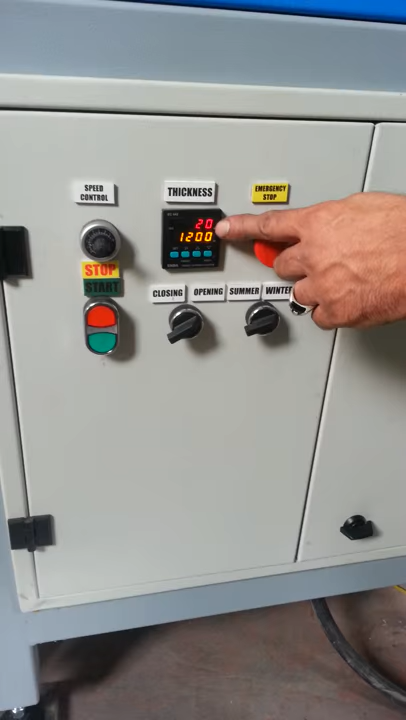 SPEED
CONTROL
THICKNESS
EMERGENCY
STOP
20
1200
STOP
START
CLOSING
OPENING
SUMMER
WINTER